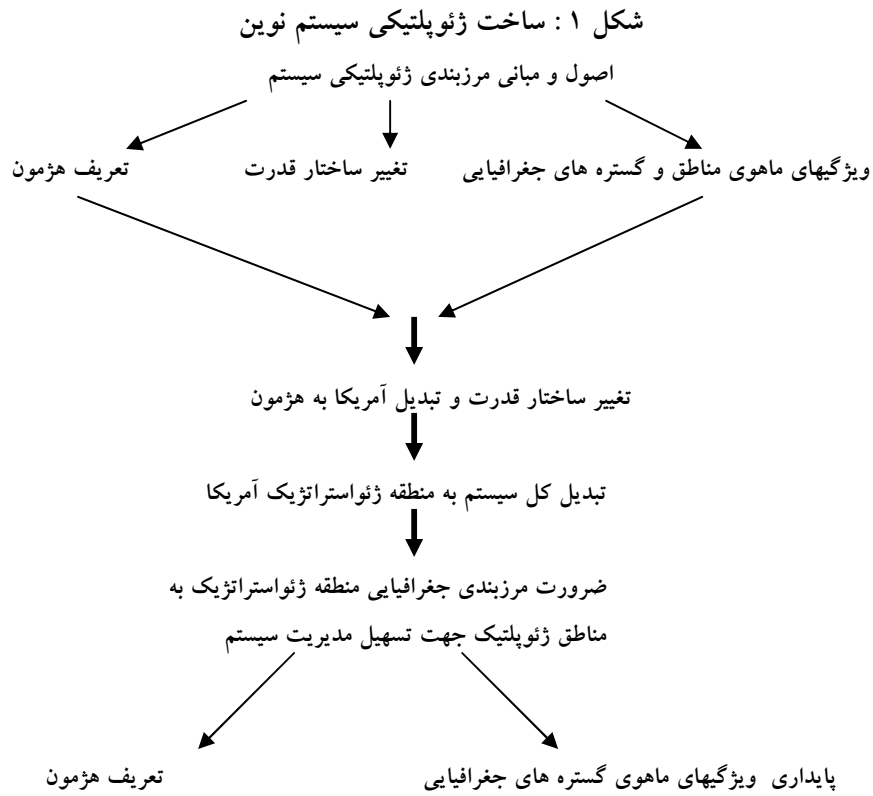 شکل ۱ : ساخت ژئوپلتیکی سیستم نوین
اصول و مبانی مرزبندی ژئوپلتیکی سیستم
ویژگیهای ماهوی مناطق و گستره های جغرافیایی
تغییر ساختار قدرت
تعریف هژمون
تغییر ساختار قدرت و تبدیل آمریکا به هژمون
تبدیل کل سیستم به منطقه ژئواستراتژیک آمریکا
ضرورت مرزبندی جغرافیایی منطقه ژئواستراتژیک به
مناطق ژئوپلتیک جهت تسهیل مدیریت سیستم
پایداری ویژگیهای ماهوی گستره های جغرافیایی
تعریف هژمون